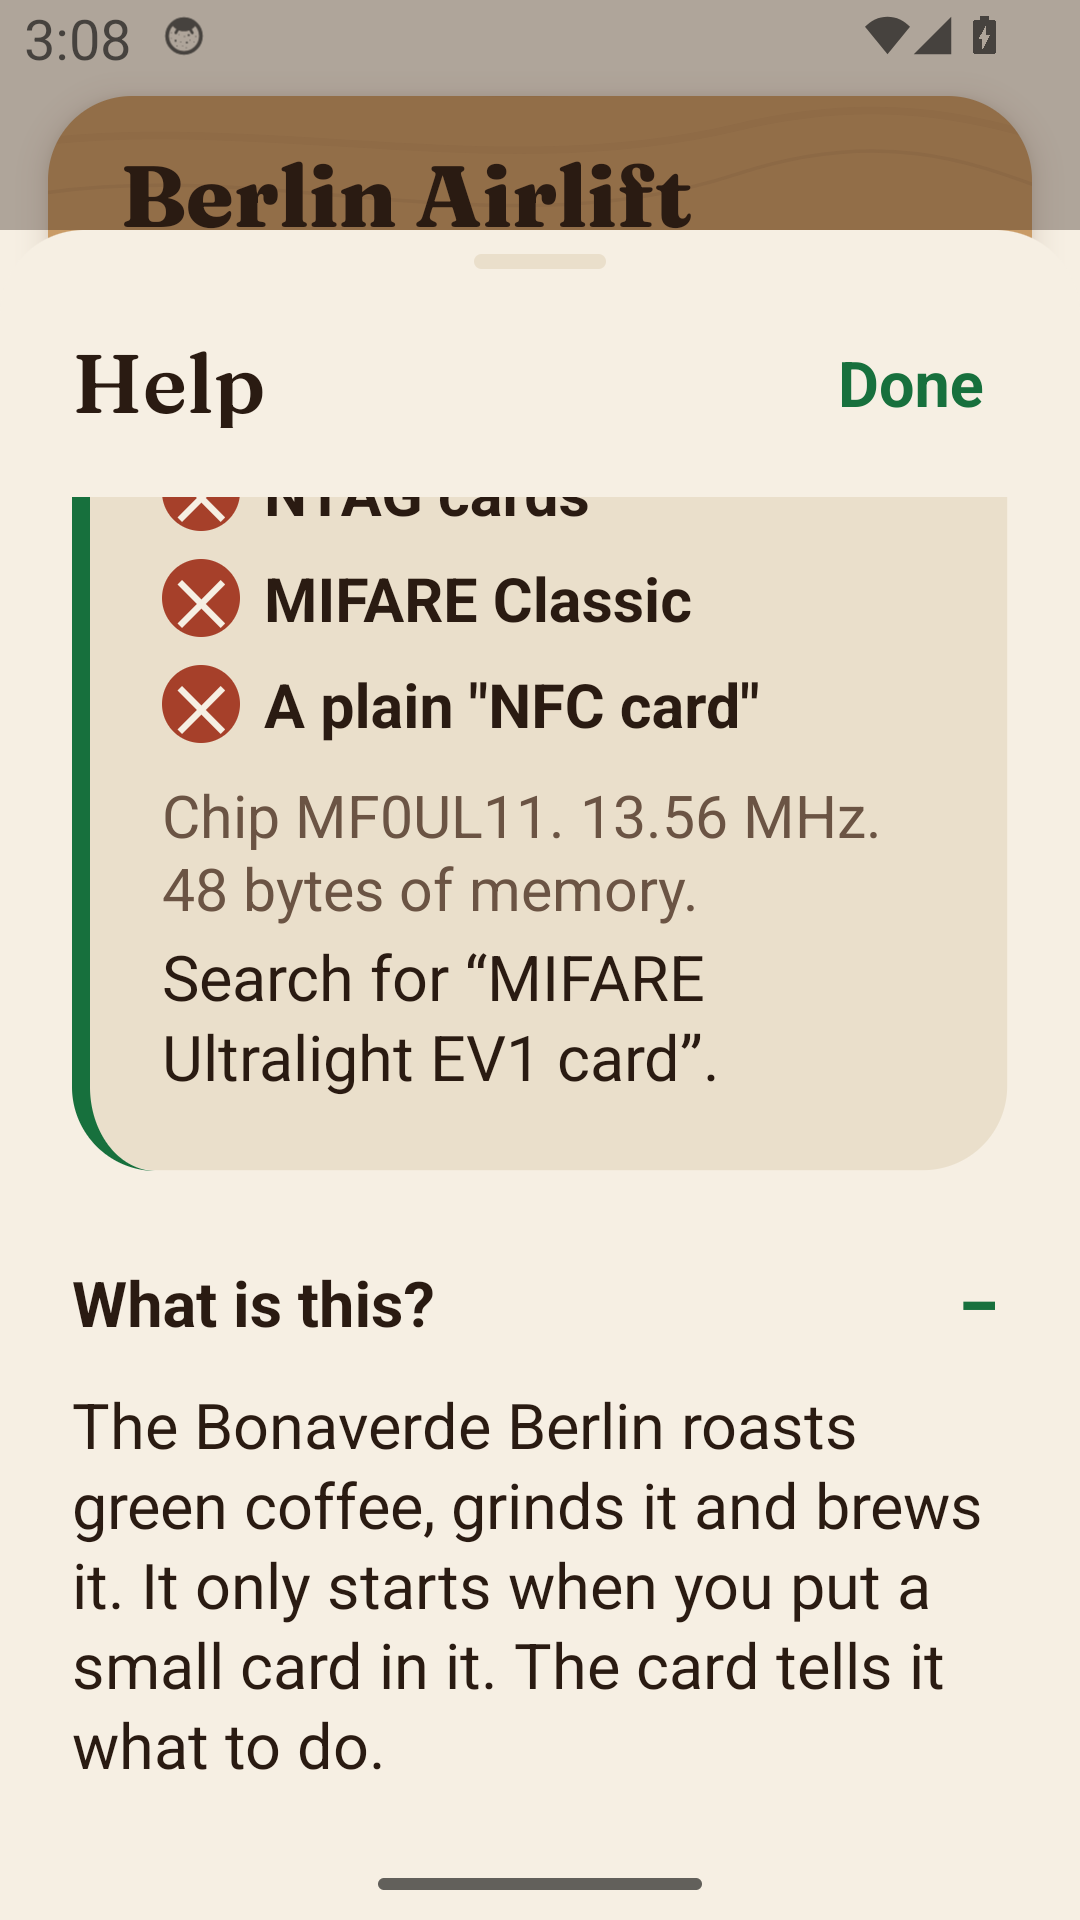 3:08
Berlin Airlift
Help
Done
NTAG cards
MIFARE Classic
A plain "NFC card"
Chip MF0UL11. 13.56 MHz.
48 bytes of memory.
Search for “MIFARE
Ultralight EV1 card”.
What is this?
The Bonaverde Berlin roasts
green coffee, grinds it and brews
it. It only starts when you put a
small card in it. The card tells it
what to do.